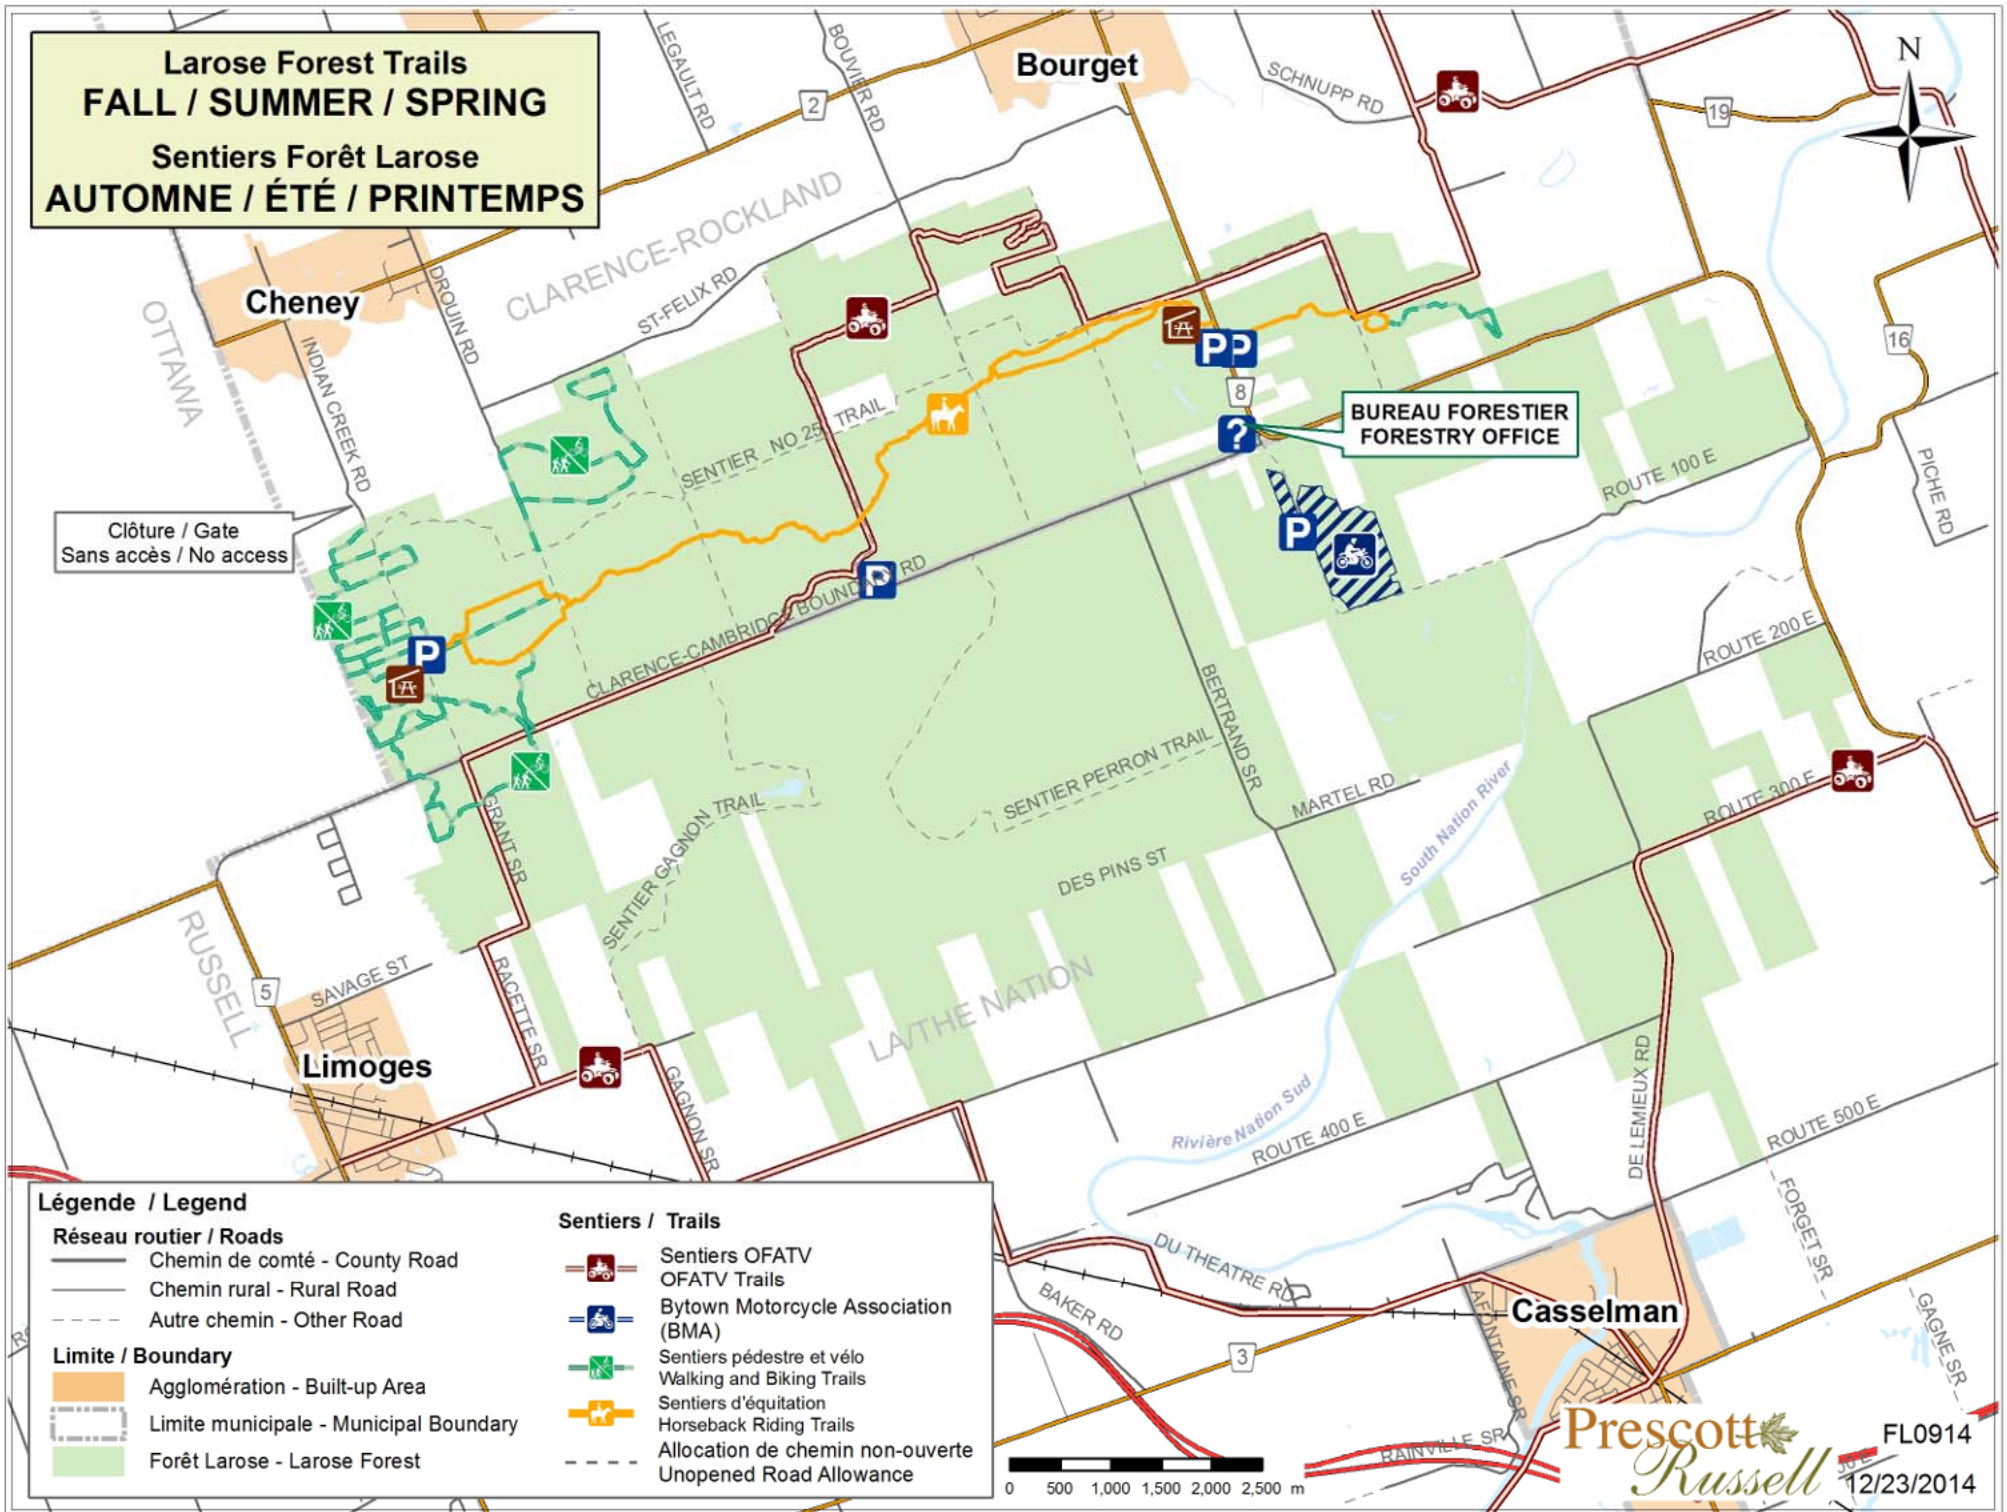 Larose Forest Trails
FALL / SUMMER / SPRING
Sentiers Forêt Larose
AUTOMNE / ÉTÉ / PRINTEMPS
LEGAULT RD
BOUVIER RD
2
Bourget
SCHNUPP RD
19
N
OTTAWA
Cheney
DROUIN RD
CLARENCE-ROCKLAND
ST-FELIX RD
INDIAN CREEK RD
16
P
P
8
BUREAU FORESTIER
FORESTRY OFFICE
?
SENTIER NO 25 TRAIL
PICHE RD
ROUTE 100 E
Clôture / Gate
Sans accès / No access
P
P
CLARENCE-CAMBRIDGE BOUNDARY RD
P
ROUTE 200 E
BERTRAND SR
SENTIER PERRON TRAIL
MARTEL RD
South Nation River
ROUTE 300 E
GRANT SR
SENTIER GAGNON TRAIL
DES PINS ST
RUSSELL
5
SAVAGE ST
RACETTE SR
LA/THE NATION
Limoges
GAGNON SR
Rivière Nation Sud
ROUTE 400 E
DE LEMIEUX RD
ROUTE 500 E
FORGET SR
DU THEATRE RD
BAKER RD
3
LAFONTAINE SR
Casselman
GAGNE SR
RAINVILLE SR
Légende / Legend
Réseau routier / Roads
Chemin de comté - County Road
Chemin rural - Rural Road
Autre chemin - Other Road
Limite / Boundary
Agglomération - Built-up Area
Limite municipale - Municipal Boundary
Forêt Larose - Larose Forest
Sentiers / Trails
Sentiers OFATV
OFATV Trails
Bytown Motorcycle Association
(BMA)
Sentiers pédestre et vélo
Walking and Biking Trails
Sentiers d'équitation
Horseback Riding Trails
Allocation de chemin non-ouverte
Unopened Road Allowance
0 500 1,000 1,500 2,000 2,500 m
Prescott
Russell
FL0914
12/23/2014